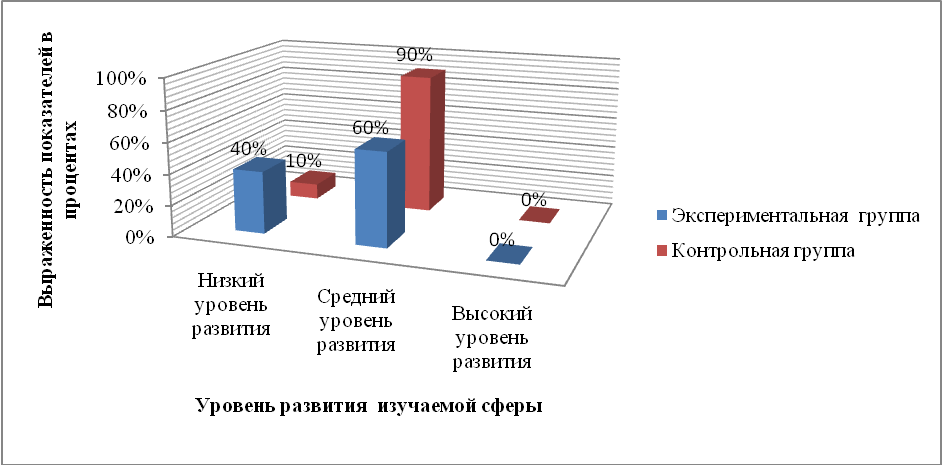 Выраженность показателей в
процентах
100%
80%
60%
40%
20%
0%
40%
10%
60%
90%
0%
0%
Низкий
уровень
развития
Средний
уровень
развития
Высокий
уровень
развития
Уровень развития изучаемой сферы
Экспериментальная группа
Контрольная группа